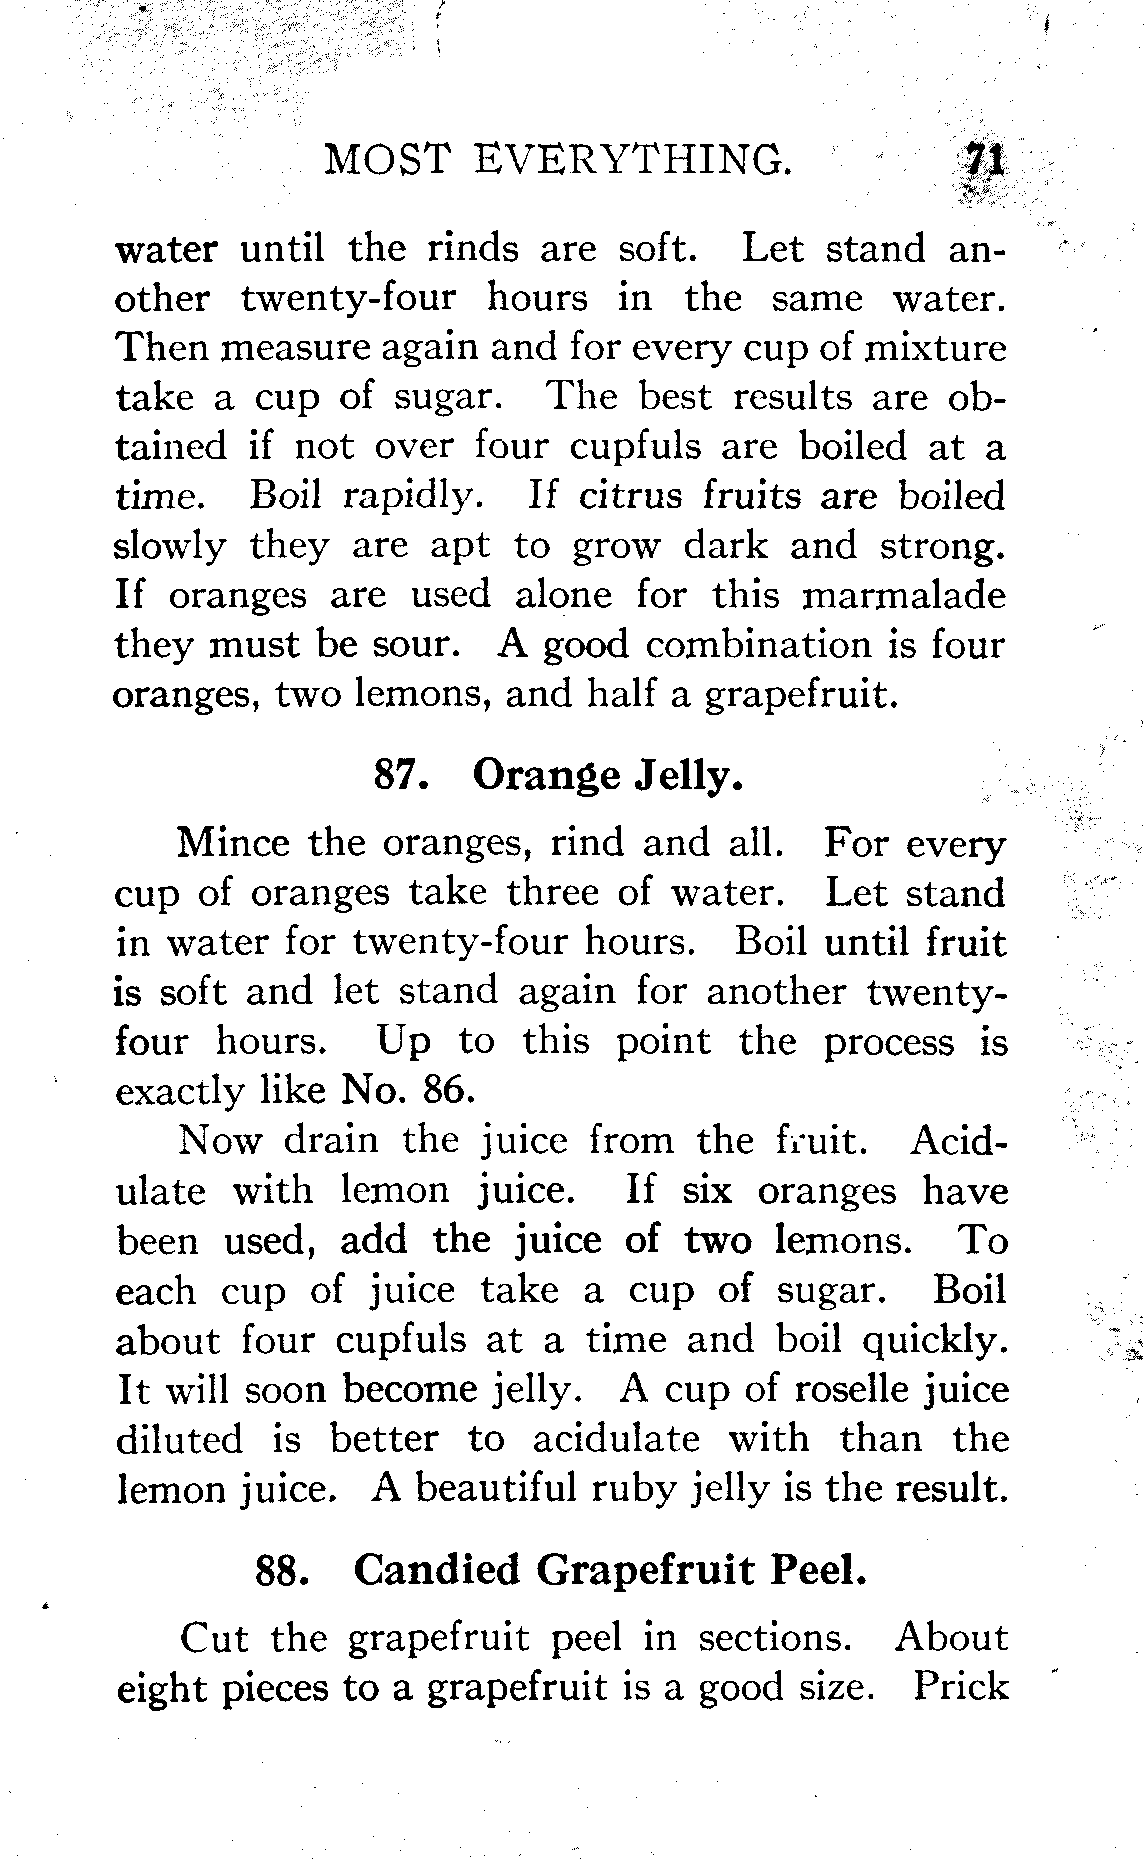 MOST EVERYTHING. 71
water until the rinds are soft. Let stand an-
other twenty-four hours in the same water.
Then measure again and for every cup of mixture
take a cup of sugar. The best results are ob-
tained if not over four cupfuls are boiled at a
time. Boil rapidly. If citrus fruits are boiled
slowly they are apt to grow dark and strong.
If oranges are used alone for this marmalade
they must be sour. A good combination is four
oranges, two lemons, and half a grapefruit.
87. Orange Jelly.
Mince the oranges, rind and all. For every
cup of oranges take three of water. Let stand
in water for twenty-four hours. Boil until fruit
is soft and let stand again for another twenty-
four hours. Up to this point the process is
exactly like No. 86.
Now drain the juice from the fruit. Acid-
ulate with lemon juice. If six oranges have
been used, add the juice of two lemons. To
each cup of juice take a cup of sugar. Boil
about four cupfuls at a time and boil quickly.
It will soon become jelly. A cup of roselle juice
diluted is better to acidulate with than the
lemon juice. A beautiful ruby jelly is the result.
88. Candied Grapefruit Peel.
Cut the grapefruit peel in sections. About
eight pieces to a grapefruit is a good size. Prick